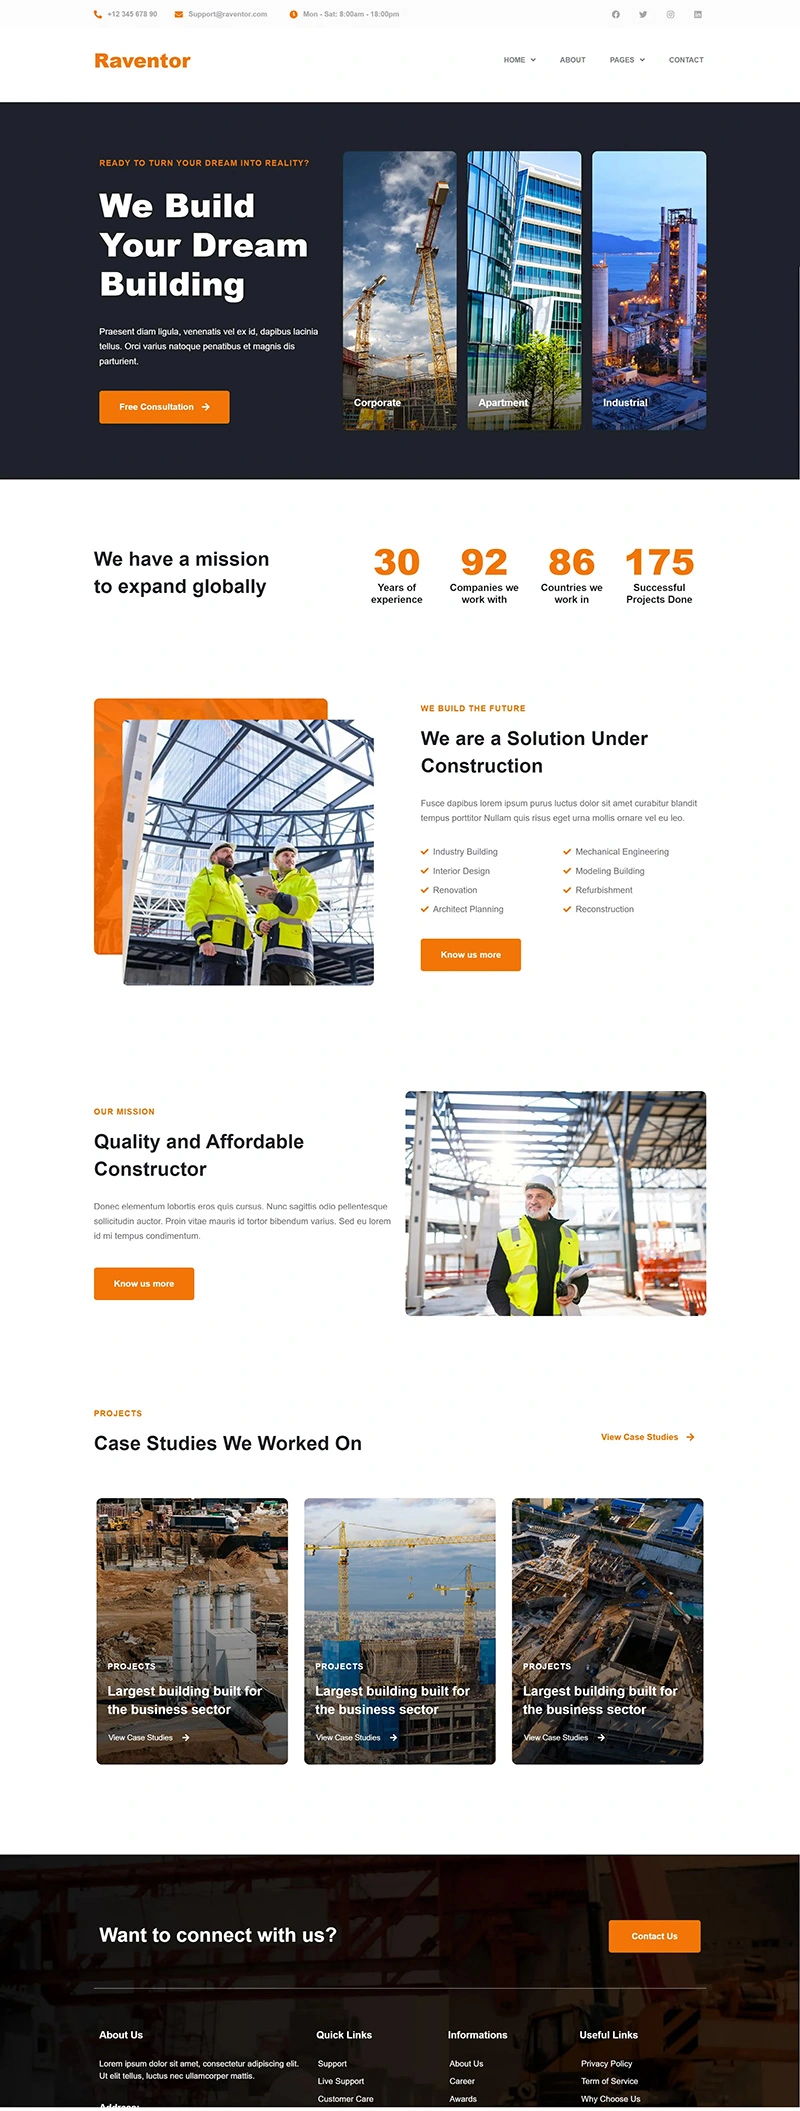 +12 345 678 90
Support@raventor.com
Mon - Sat: 8:00am - 18:00pm
Raventor
HOME
ABOUT
PAGES
CONTACT
READY TO TURN YOUR DREAM INTO REALITY?
We Build
Your Dream
Building
Praesent diam ligula, venenatis vel ex id, dapibus lacinia
tellus. Orci varius natoque penatibus et magnis dis
parturient.
Free Consultation
Corporate
Apartment
Industrial
We have a mission
to expand globally
30
Years of
experience
92
Companies we
work with
86
Countries we
work in
175
Successful
Projects Done
WE BUILD THE FUTURE
We are a Solution Under
Construction
Fusce dapibus lorem ipsum purus luctus dolor sit amet curabitur blandit
tempus porttitor Nullam quis risus eget urna mollis ornare vel eu leo.
Industry Building
Interior Design
Renovation
Architect Planning
Mechanical Engineering
Modeling Building
Refurbishment
Reconstruction
Know us more
OUR MISSION
Quality and Affordable
Constructor
Donec elementum lobortis eros quis cursus. Nunc sagittis odio pellentesque
sollicitudin auctor. Proin vitae mauris id tortor bibendum varius. Sed eu lorem
id mi tempus condimentum.
Know us more
PROJECTS
Case Studies We Worked On
View Case Studies
PROJECTS
Largest building built for
the business sector
View Case Studies
PROJECTS
Largest building built for
the business sector
View Case Studies
PROJECTS
Largest building built for
the business sector
View Case Studies
Want to connect with us?
Contact Us
About Us
Lorem ipsum dolor sit amet, consectetur adipiscing elit.
Ut elit tellus, luctus nec ullamcorper mattis.
Address:
Quick Links
Support
Live Support
Customer Care
Informations
About Us
Career
Awards
Useful Links
Privacy Policy
Term of Service
Why Choose Us